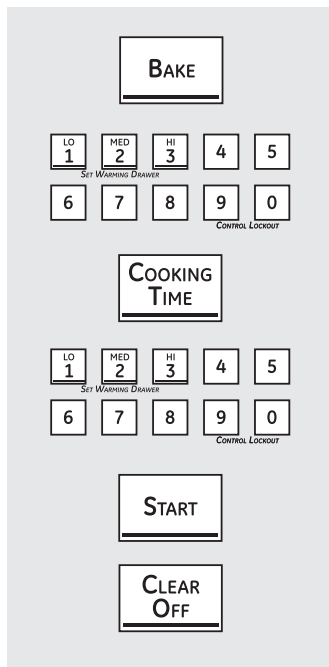 BAKE
LO MED HI
1 2 3 4 5
SET WARMING DRAWER
6 7 8 9 0
CONTROL LOCKOUT
COOKING
TIME
LO MED HI
1 2 3 4 5
SET WARMING DRAWER
6 7 8 9 0
CONTROL LOCKOUT
START
CLEAR
OFF